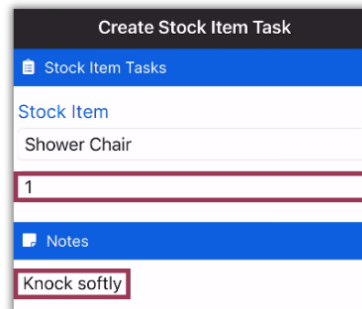 Create Stock Item Task
Stock Item Tasks
Stock Item
Shower Chair
1
Notes
Knock softly